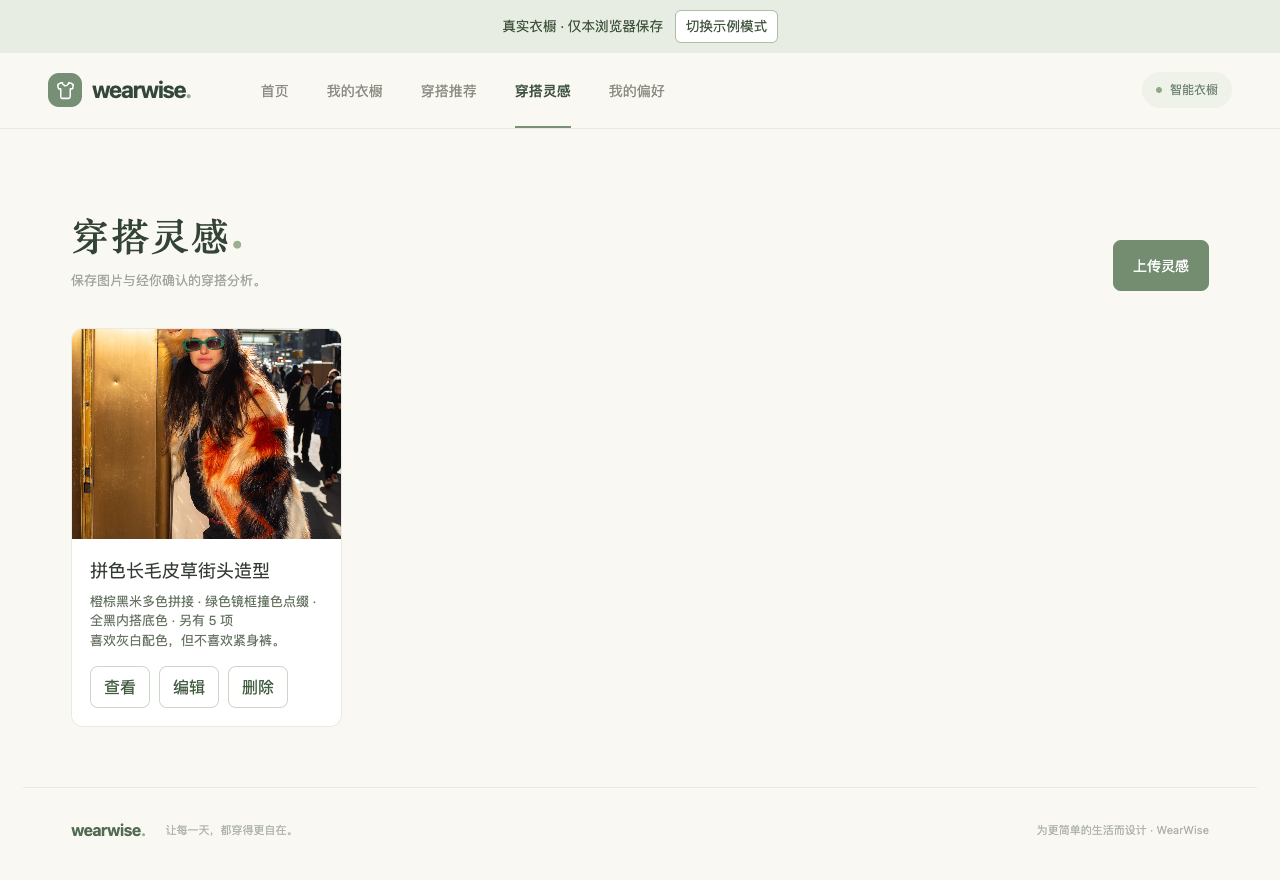 真实衣橱 · 仅本浏览器保存 切换示例模式
wearwise. 首页 我的衣橱 穿搭推荐 穿搭灵感 我的偏好 智能衣橱
穿搭灵感.
保存图片与经你确认的穿搭分析。
上传灵感
拼色长毛皮草街头造型
橙棕黑米多色拼接 · 绿色镜框撞色点缀 ·
全黑内搭底色 · 另有 5 项
喜欢灰白配色，但不喜欢紧身裤。
查看 编辑 删除
wearwise. 让每一天，都穿得更自在。 为更简单的生活而设计 · WearWise